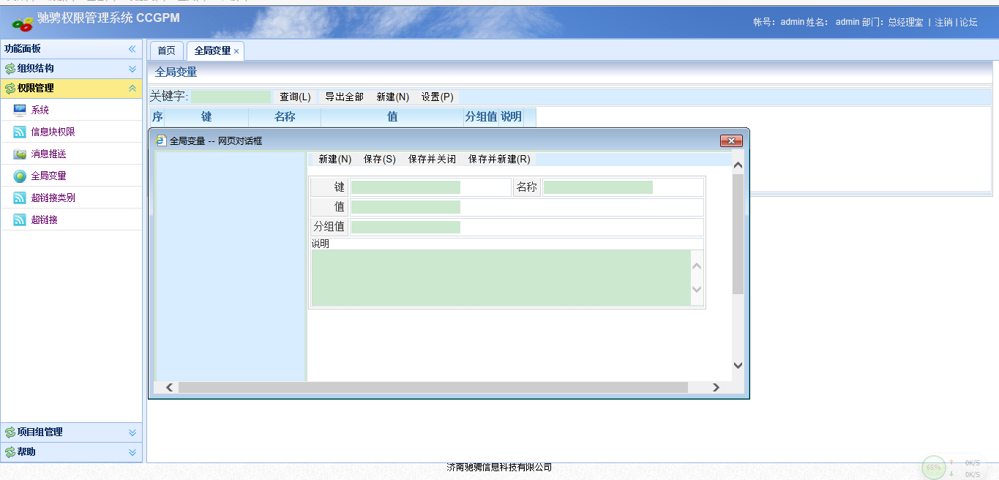 驰骋权限管理系统 CCGPM
帐号: admin 姓名: admin 部门: 总经理室 | 注销 | 论坛
功能面板
组织结构
权限管理
系统
信息块权限
消息推送
全局变量
超链接类别
超链接
项目组管理
帮助
首页 全局变量 ×
全局变量
关键字: 查询(L) 导出全部 新建(N) 设置(P)
序 键 名称 值 分组值 说明
全局变量 -- 网页对话框
新建(N) 保存(S) 保存并关闭 保存并新建(R)
键 名称
值
分组值
说明
济南驰骋信息科技有限公司
65% 0K/S
0K/S